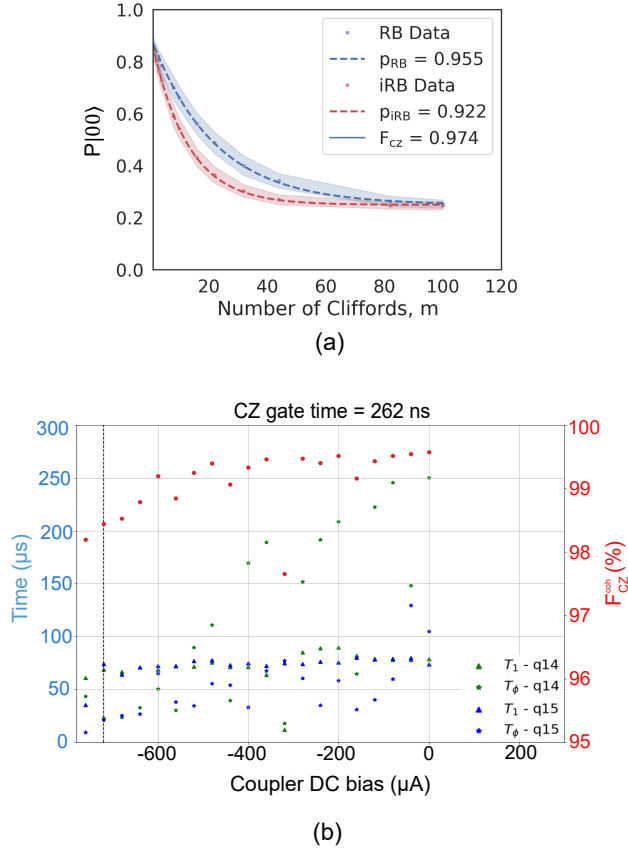 1.0
0.8
0.6
0.4
0.2
0.0
P|00⟩
RB Data
p_RB = 0.955
iRB Data
p_iRB = 0.922
F_cz = 0.974
20 40 60 80 100 120
Number of Cliffords, m
(a)
CZ gate time = 262 ns
300
250
200
150
100
50
0
Time (μs)
100
99
98
97
96
95
F_CZ^coh (%)
T_1 - q14
T_ϕ - q14
T_1 - q15
T_ϕ - q15
-600 -400 -200 0 200
Coupler DC bias (μA)
(b)